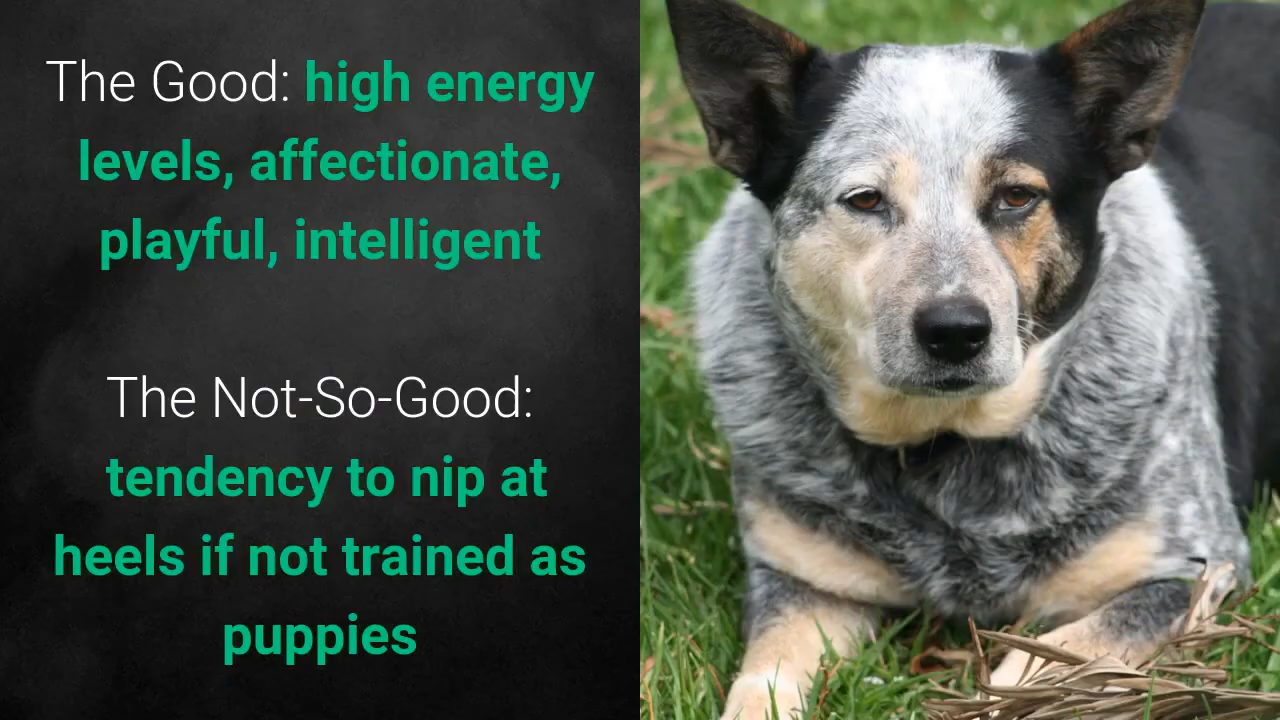 The Good: high energy
levels, affectionate,
playful, intelligent
The Not-So-Good:
tendency to nip at
heels if not trained as
puppies